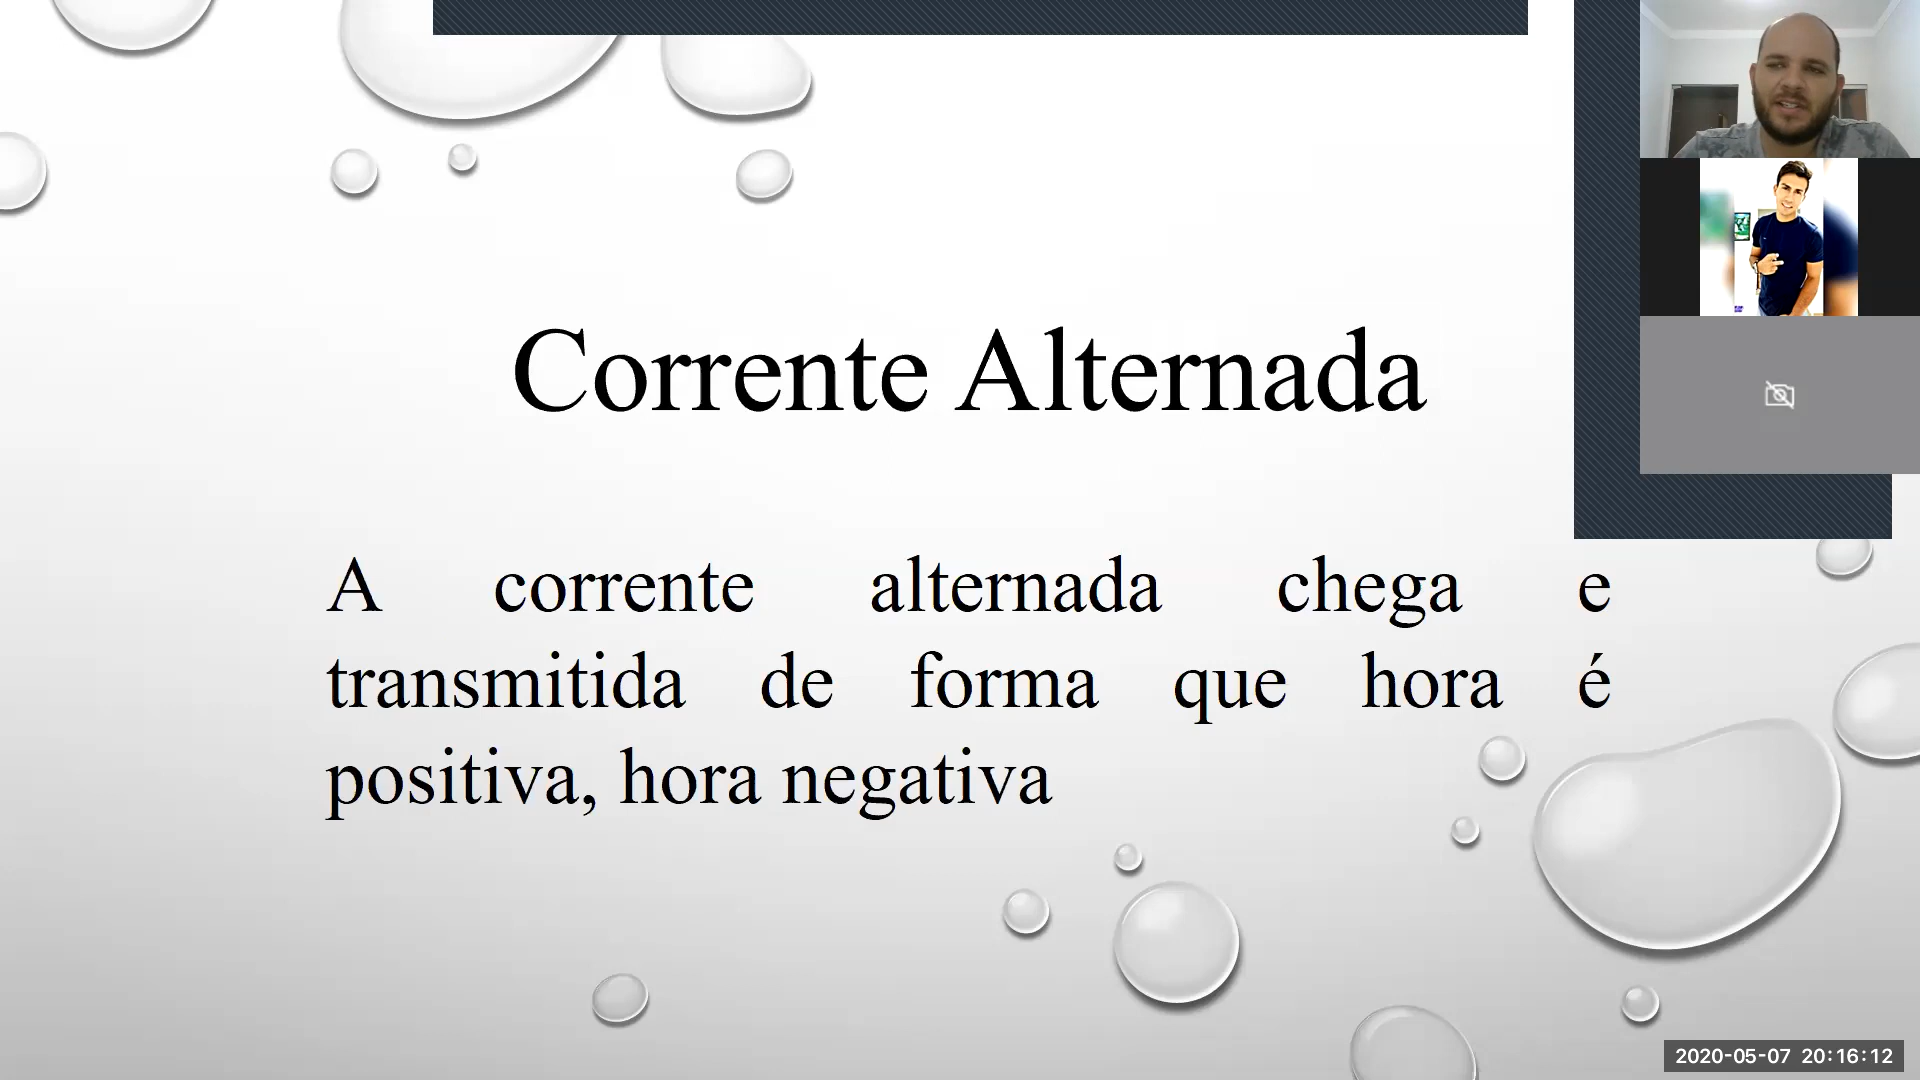 Corrente Alternada
A corrente alternada chega e
transmitida de forma que hora é
positiva, hora negativa
2020-05-07 20:16:12